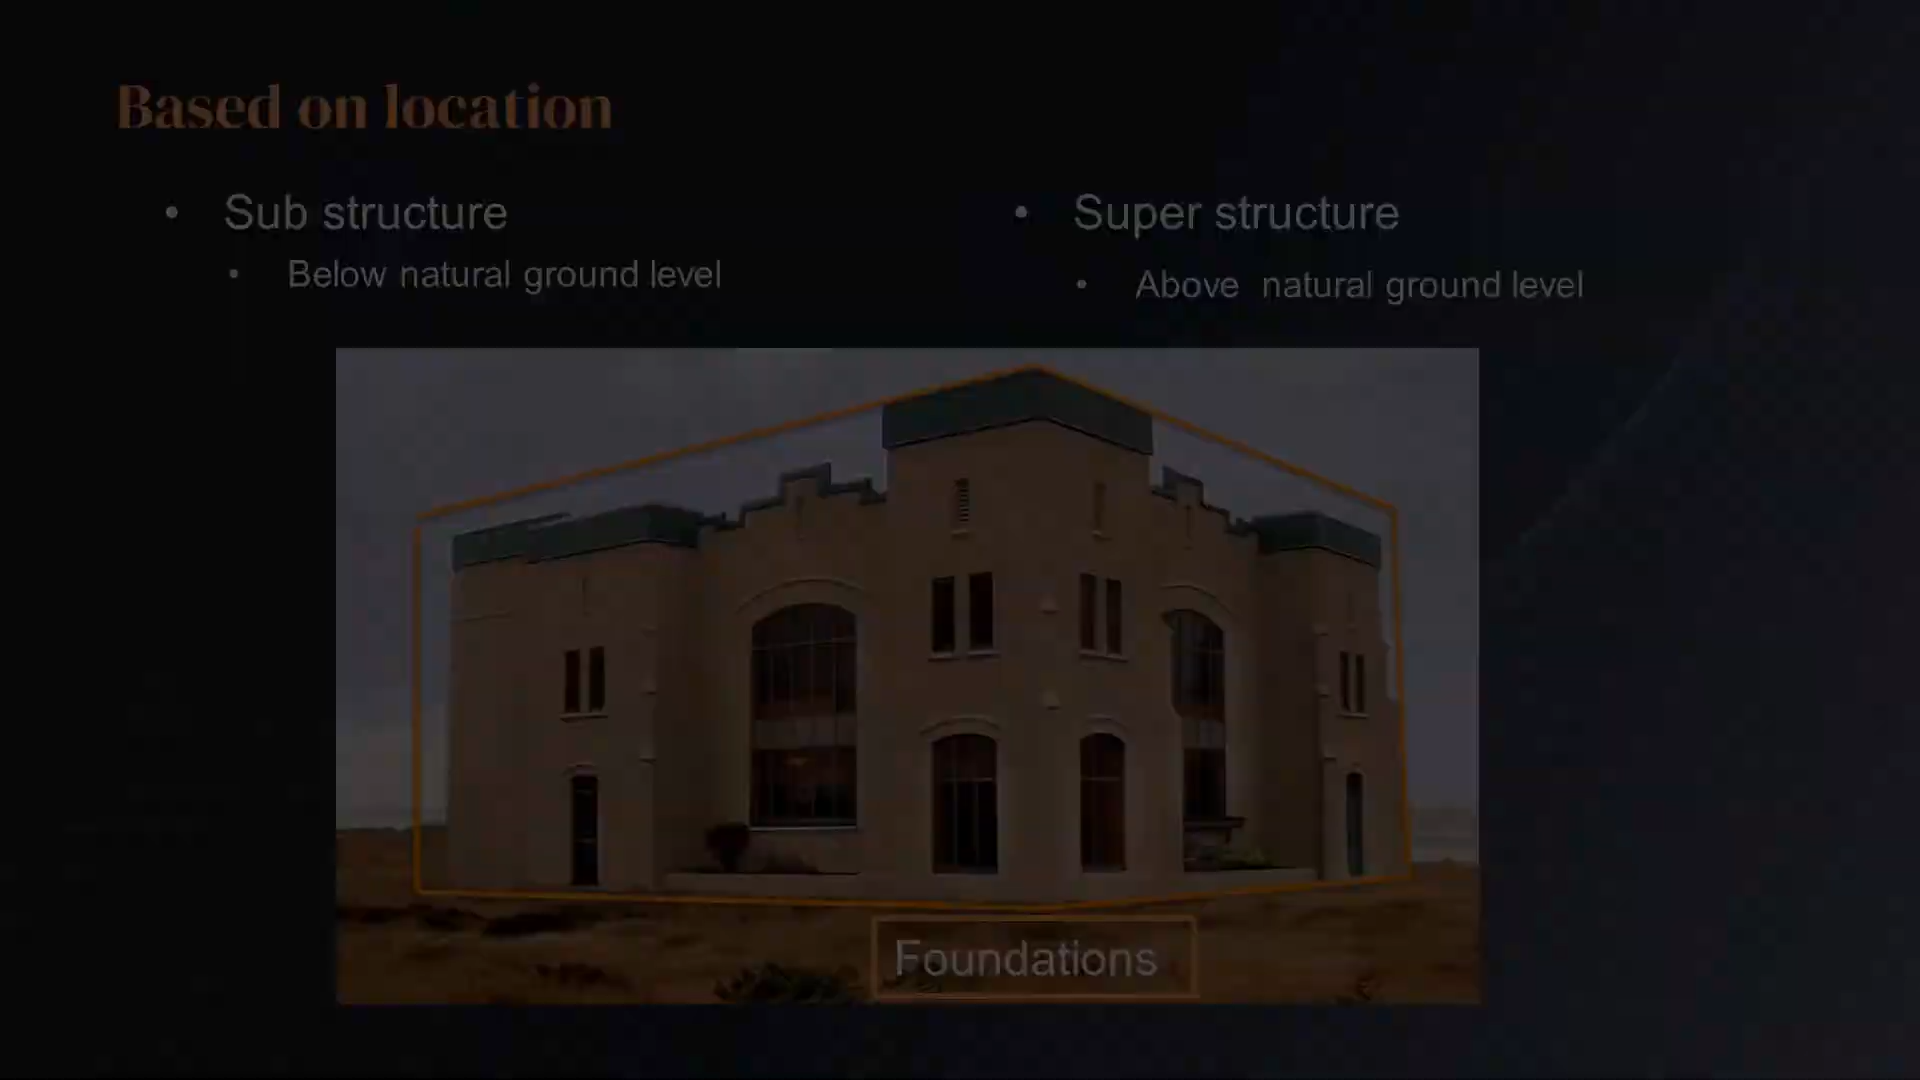 Based on location
• Sub structure
• Below natural ground level
• Super structure
• Above natural ground level
Foundations